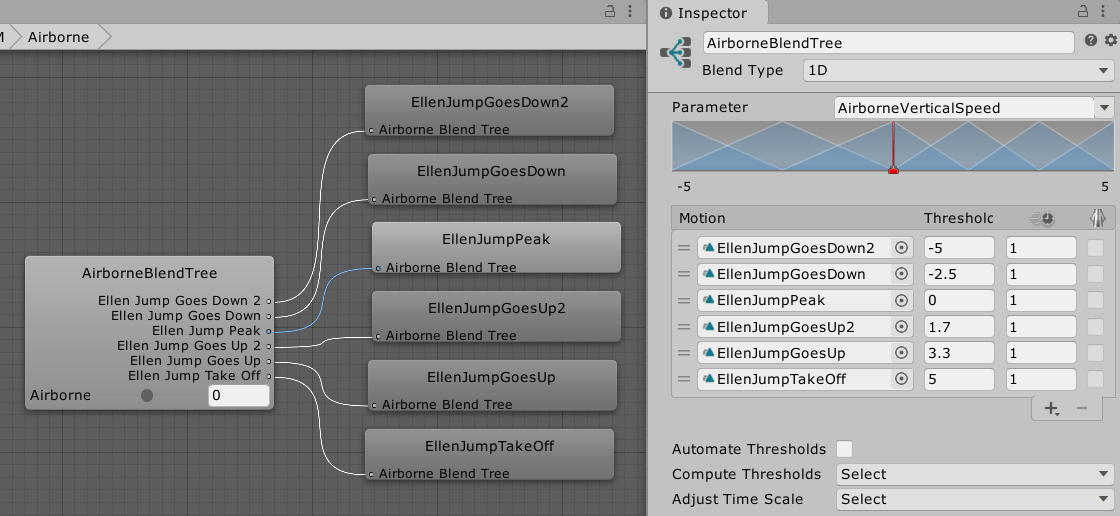 M
Airborne
EllenJumpGoesDown2
Airborne Blend Tree
EllenJumpGoesDown
Airborne Blend Tree
EllenJumpPeak
Airborne Blend Tree
EllenJumpGoesUp2
Airborne Blend Tree
EllenJumpGoesUp
Airborne Blend Tree
EllenJumpTakeOff
Airborne Blend Tree
AirborneBlendTree
Ellen Jump Goes Down 2
Ellen Jump Goes Down
Ellen Jump Peak
Ellen Jump Goes Up 2
Ellen Jump Goes Up
Ellen Jump Take Off
Airborne 0
Inspector
AirborneBlendTree
Blend Type 1D
Parameter AirborneVerticalSpeed
-5 5
Motion Threshold
EllenJumpGoesDown2 -5 1
EllenJumpGoesDown -2.5 1
EllenJumpPeak 0 1
EllenJumpGoesUp2 1.7 1
EllenJumpGoesUp 3.3 1
EllenJumpTakeOff 5 1
Automate Thresholds
Compute Thresholds Select
Adjust Time Scale Select